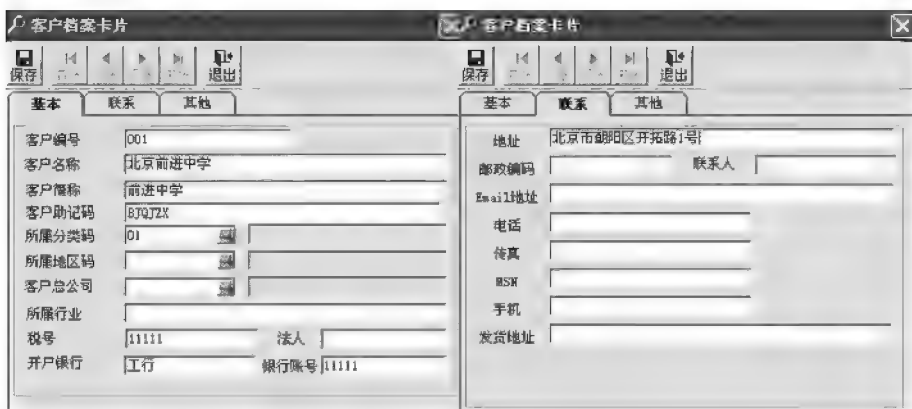 客户档案卡片
保存
退出
基本 联系 其他
客户编号 001
客户名称 北京前进中学
客户简称 前进中学
客户助记码 BJQJZX
所属分类码 01
所属地区码
客户总公司
所属行业
税号 11111 法人
开户银行 工行 银行账号 11111
客户档案卡片
保存
退出
基本 联系 其他
地址 北京市朝阳区开拓路1号
邮政编码 联系人
Email地址
电话
传真
MSN
手机
发货地址